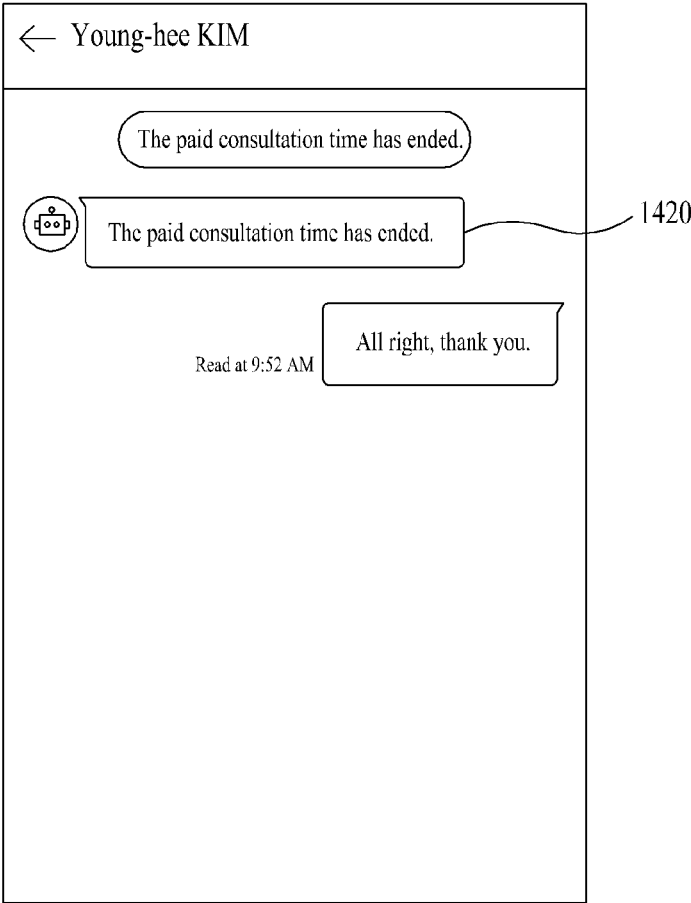 ← Young-hee KIM
The paid consultation time has ended.
The paid consultation time has ended.
1420
All right, thank you.
Read at 9:52 AM